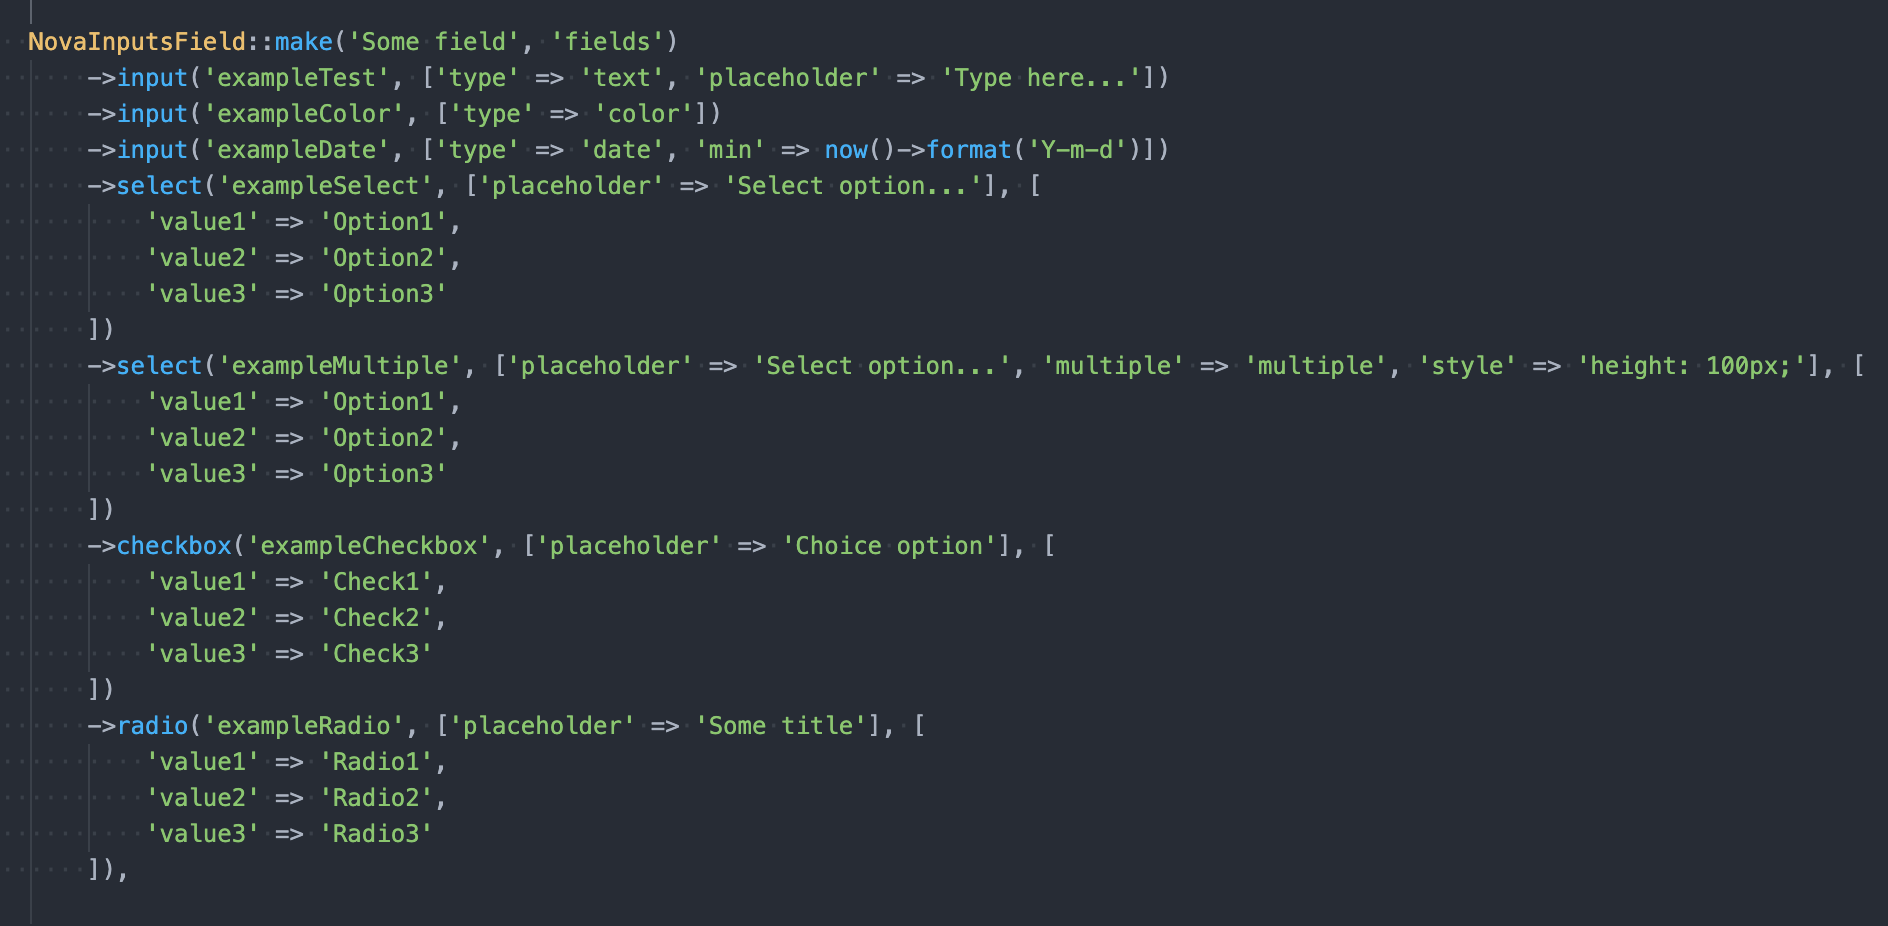 NovaInputsField::make('Some field', 'fields')
->input('exampleTest', ['type' => 'text', 'placeholder' => 'Type here...'])
->input('exampleColor', ['type' => 'color'])
->input('exampleDate', ['type' => 'date', 'min' => now()->format('Y-m-d')])
->select('exampleSelect', ['placeholder' => 'Select option...'], [
'value1' => 'Option1',
'value2' => 'Option2',
'value3' => 'Option3'
])
->select('exampleMultiple', ['placeholder' => 'Select option...', 'multiple' => 'multiple', 'style' => 'height: 100px;'], [
'value1' => 'Option1',
'value2' => 'Option2',
'value3' => 'Option3'
])
->checkbox('exampleCheckbox', ['placeholder' => 'Choice option'], [
'value1' => 'Check1',
'value2' => 'Check2',
'value3' => 'Check3'
])
->radio('exampleRadio', ['placeholder' => 'Some title'], [
'value1' => 'Radio1',
'value2' => 'Radio2',
'value3' => 'Radio3'
]),